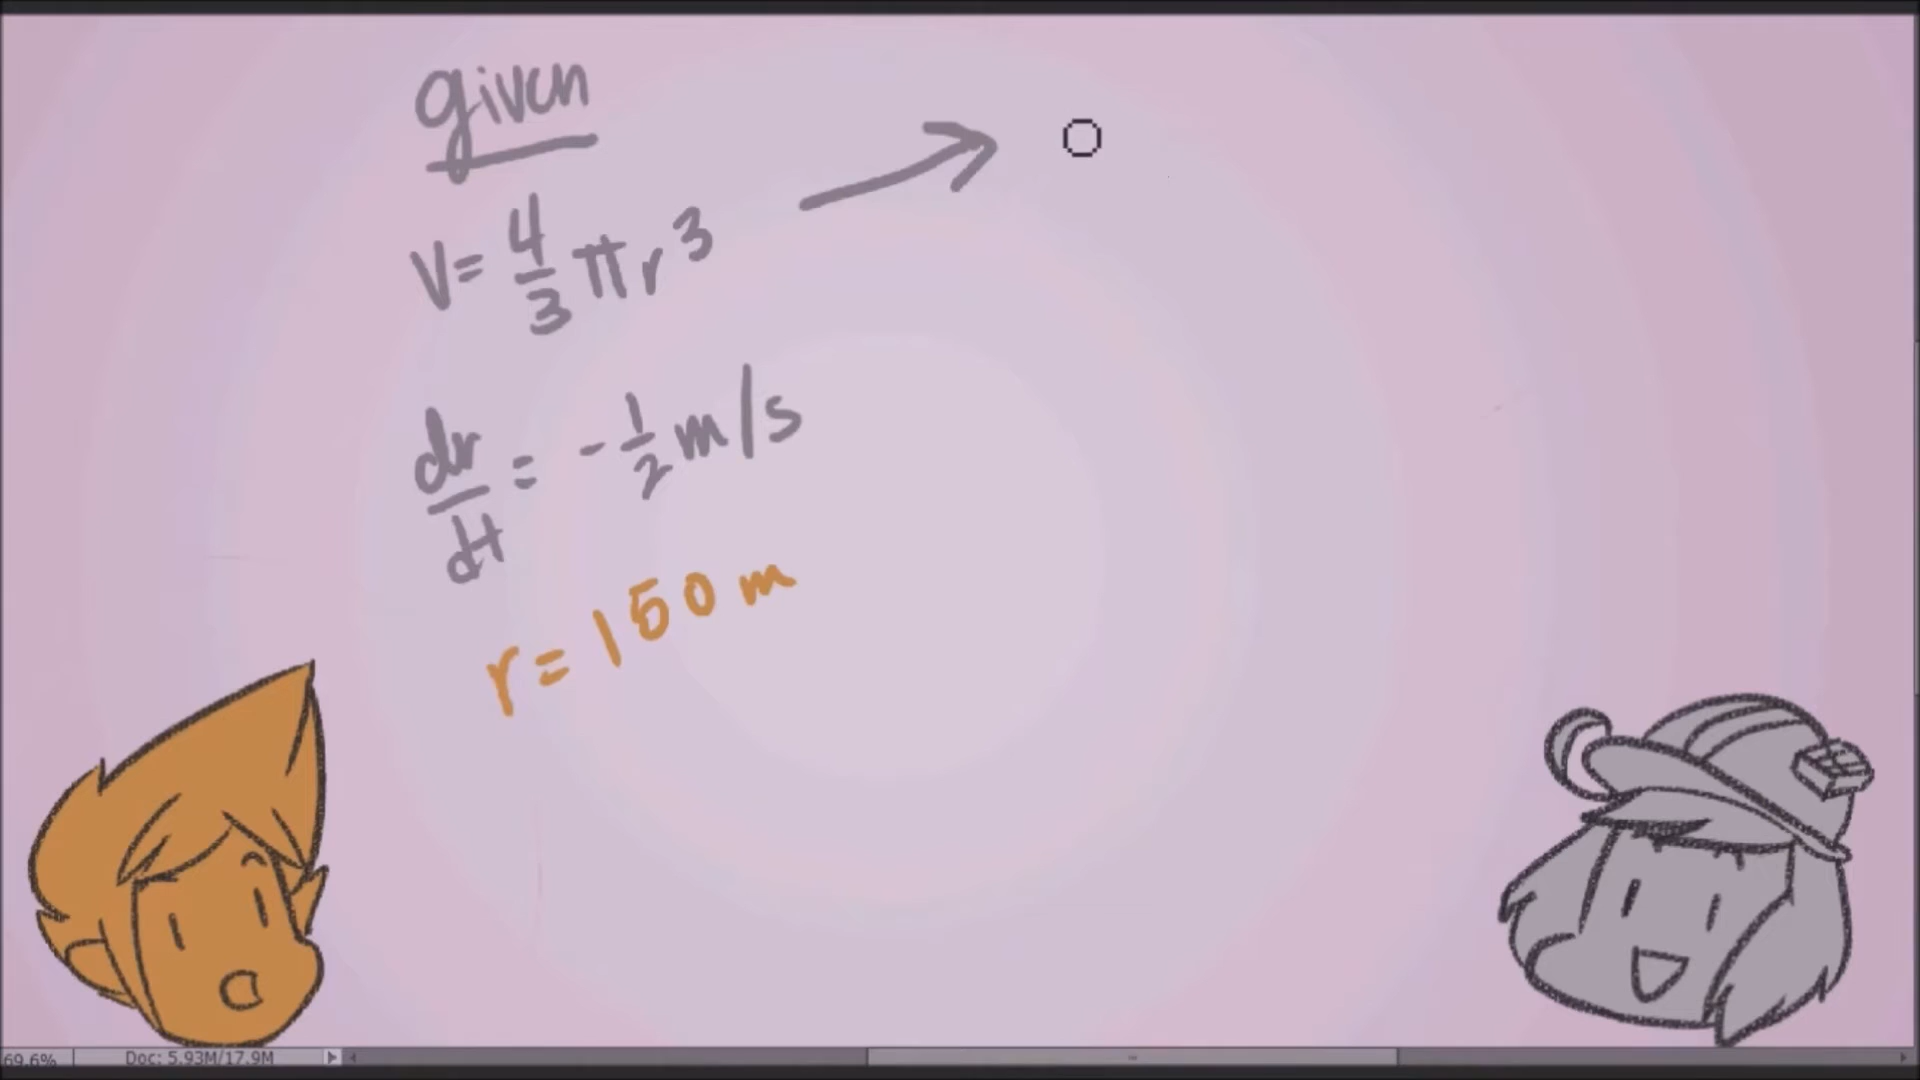 given
V = 4/3 πr³
dr/dt = -1/2 m/s
r = 150 m
69.6% Doc: 5.93M/17.9M